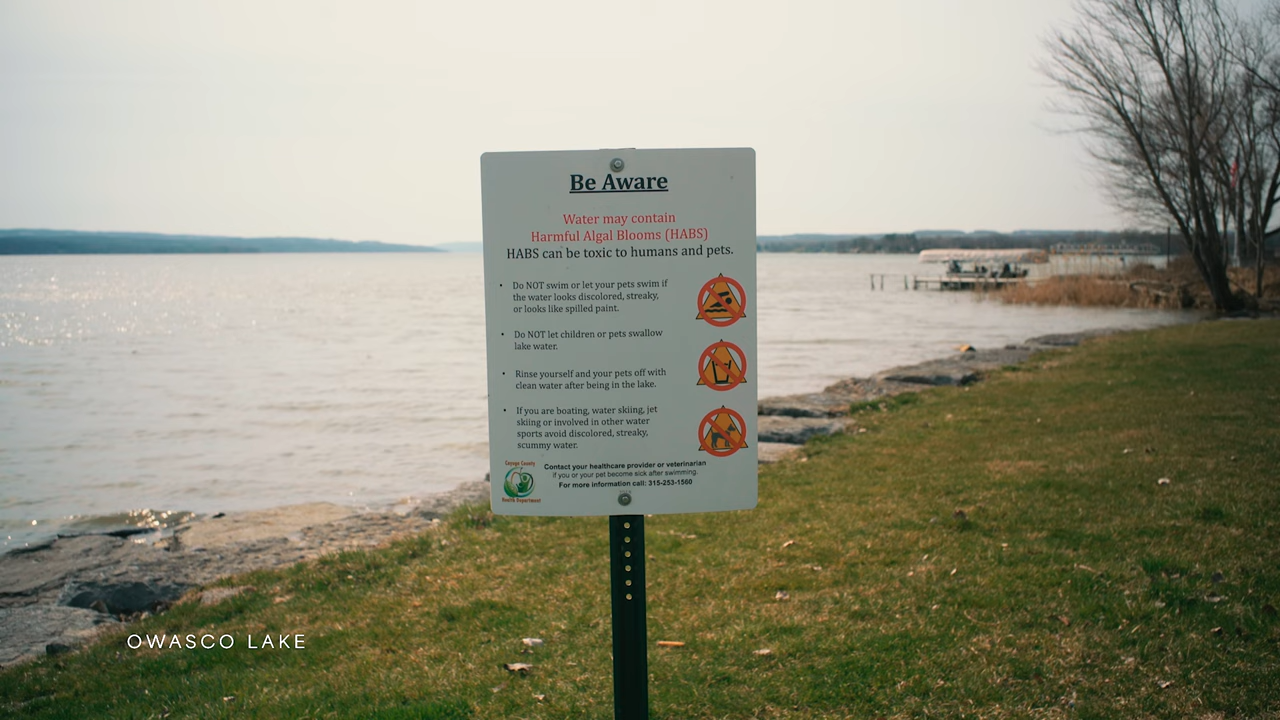 Be Aware
Water may contain
Harmful Algal Blooms (HABS)
HABS can be toxic to humans and pets.
• Do NOT swim or let your pets swim if
the water looks discolored, streaky,
or looks like spilled paint.
• Do NOT let children or pets swallow
lake water.
• Rinse yourself and your pets off with
clean water after being in the lake.
• If you are boating, water skiing, jet
skiing or involved in other water
sports avoid discolored, streaky,
scummy water.
Cayuga County
Health Department
Contact your healthcare provider or veterinarian
if you or your pet become sick after swimming.
For more information call: 315-253-1560
OWASCO LAKE